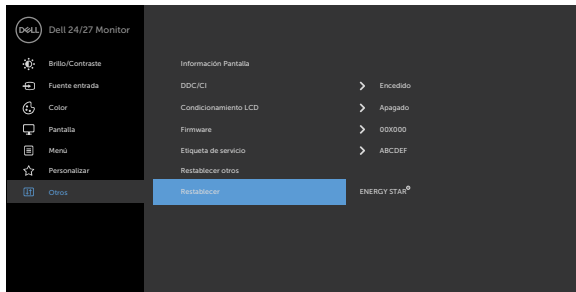 DELL Dell 24/27 Monitor
Brillo/Contraste
Información Pantalla
Fuente entrada
DDC/CI
Encedido
Color
Condicionamiento LCD
Apagado
Pantalla
Firmware
00X000
Menú
Etiqueta de servicio
ABCDEF
Personalizar
Restablecer otros
Otros
Restablecer
ENERGY STAR®